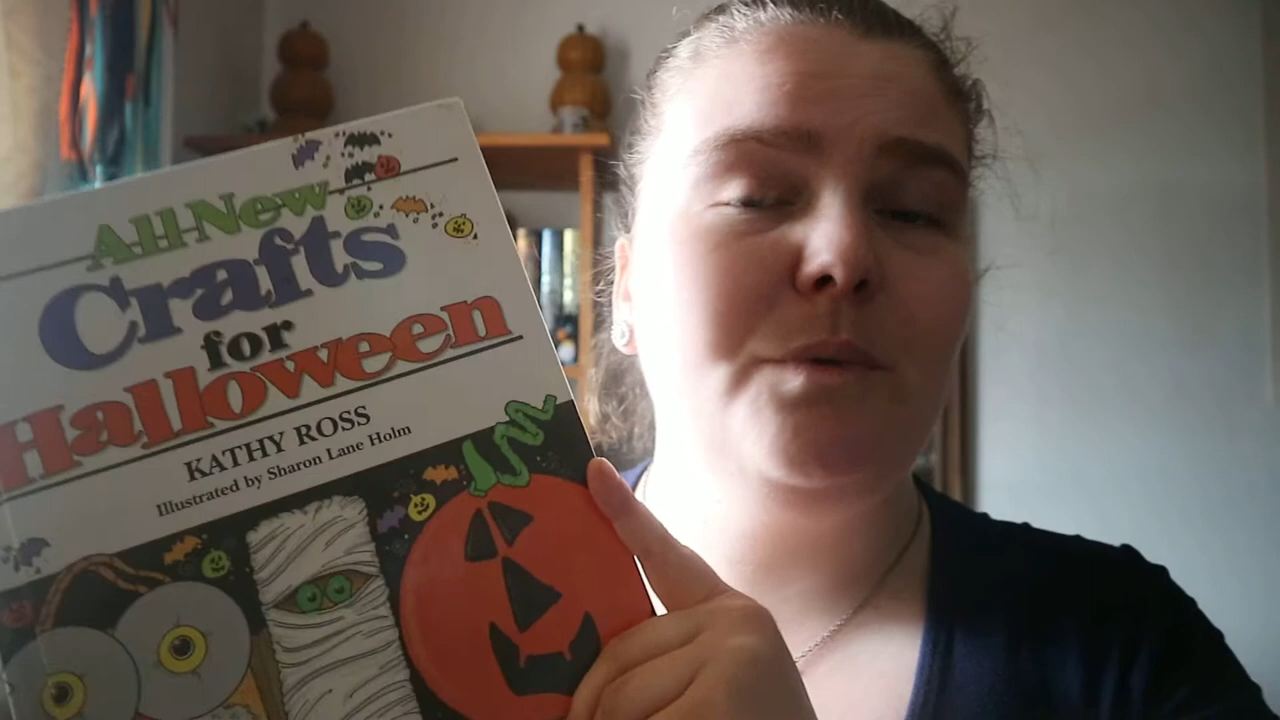 All-New
Crafts
for
Halloween
KATHY ROSS
Illustrated by Sharon Lane Holm